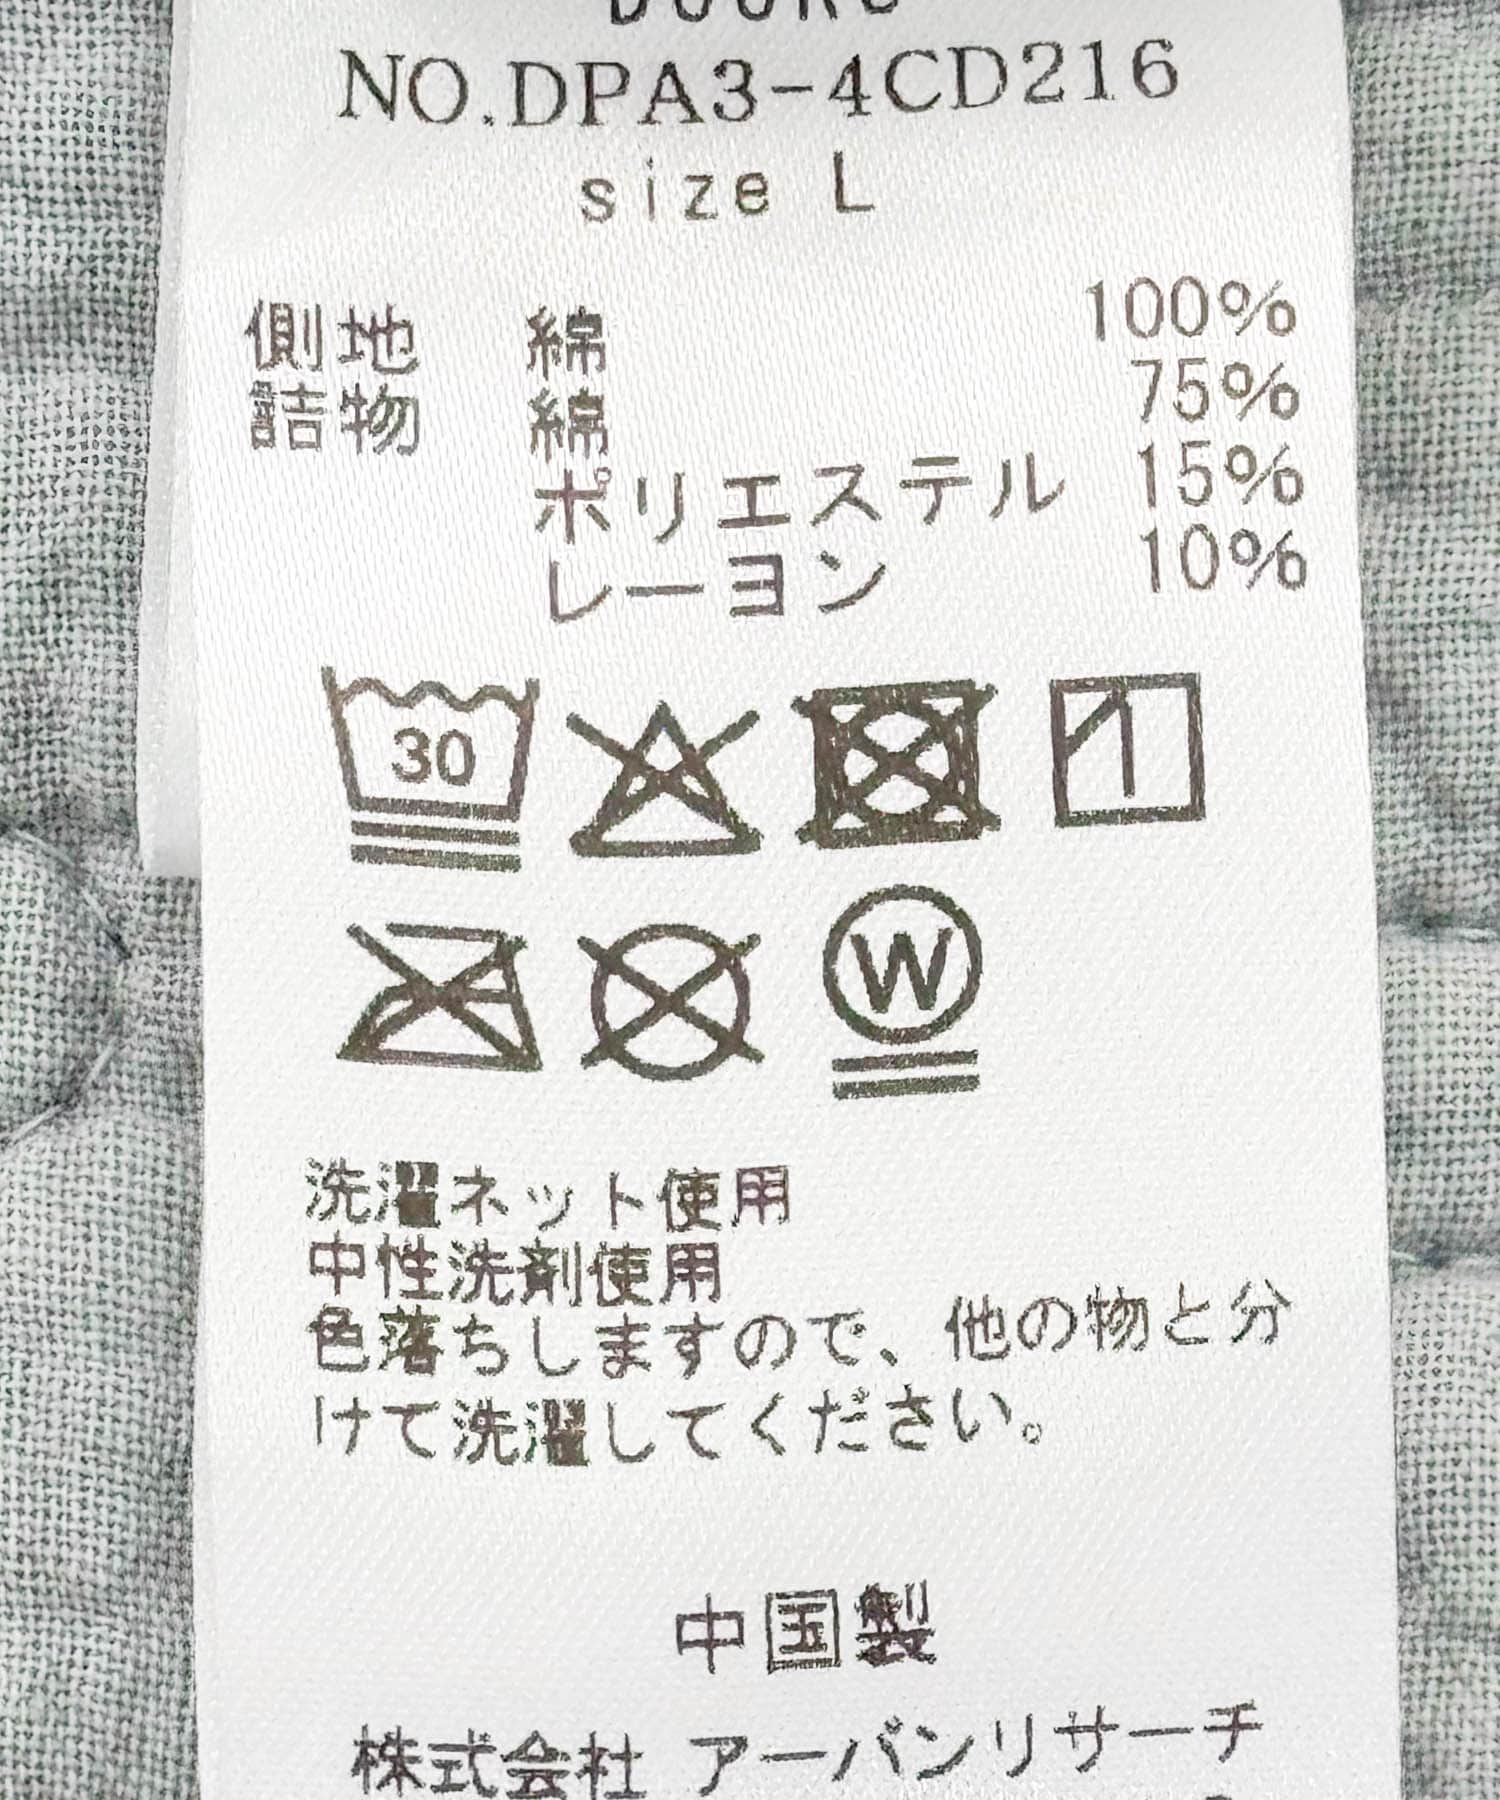 DOORS
NO.DPA3-4CD216
size L
側地 綿 100%
詰物 綿 75%
ポリエステル 15%
レーヨン 10%
30
W
洗濯ネット使用
中性洗剤使用
色落ちしますので、他の物と分
けて洗濯してください。
中国製
株式会社 アーバンリサーチ